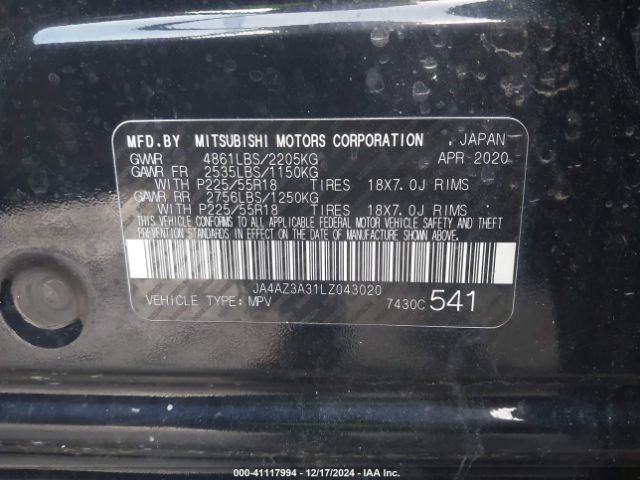 MFD.BY MITSUBISHI MOTORS CORPORATION , JAPAN
GVWR 4861LBS/2205KG APR 2020
GAWR FR 2535LBS/1150KG
WITH P225/55R18 TIRES 18X7.0J RIMS
GAWR RR 2756LBS/1250KG
WITH P225/55R18 TIRES 18X7.0J RIMS
THIS VEHICLE CONFORMS TO ALL APPLICABLE FEDERAL MOTOR VEHICLE SAFETY AND THEFT
PREVENTION STANDARDS IN EFFECT ON THE DATE OF MANUFACTURE SHOWN ABOVE.
JA4AZ3A31LZ043020
VEHICLE TYPE:MPV 7430C 541
000-41117994 - 12/17/2024 - IAA Inc.